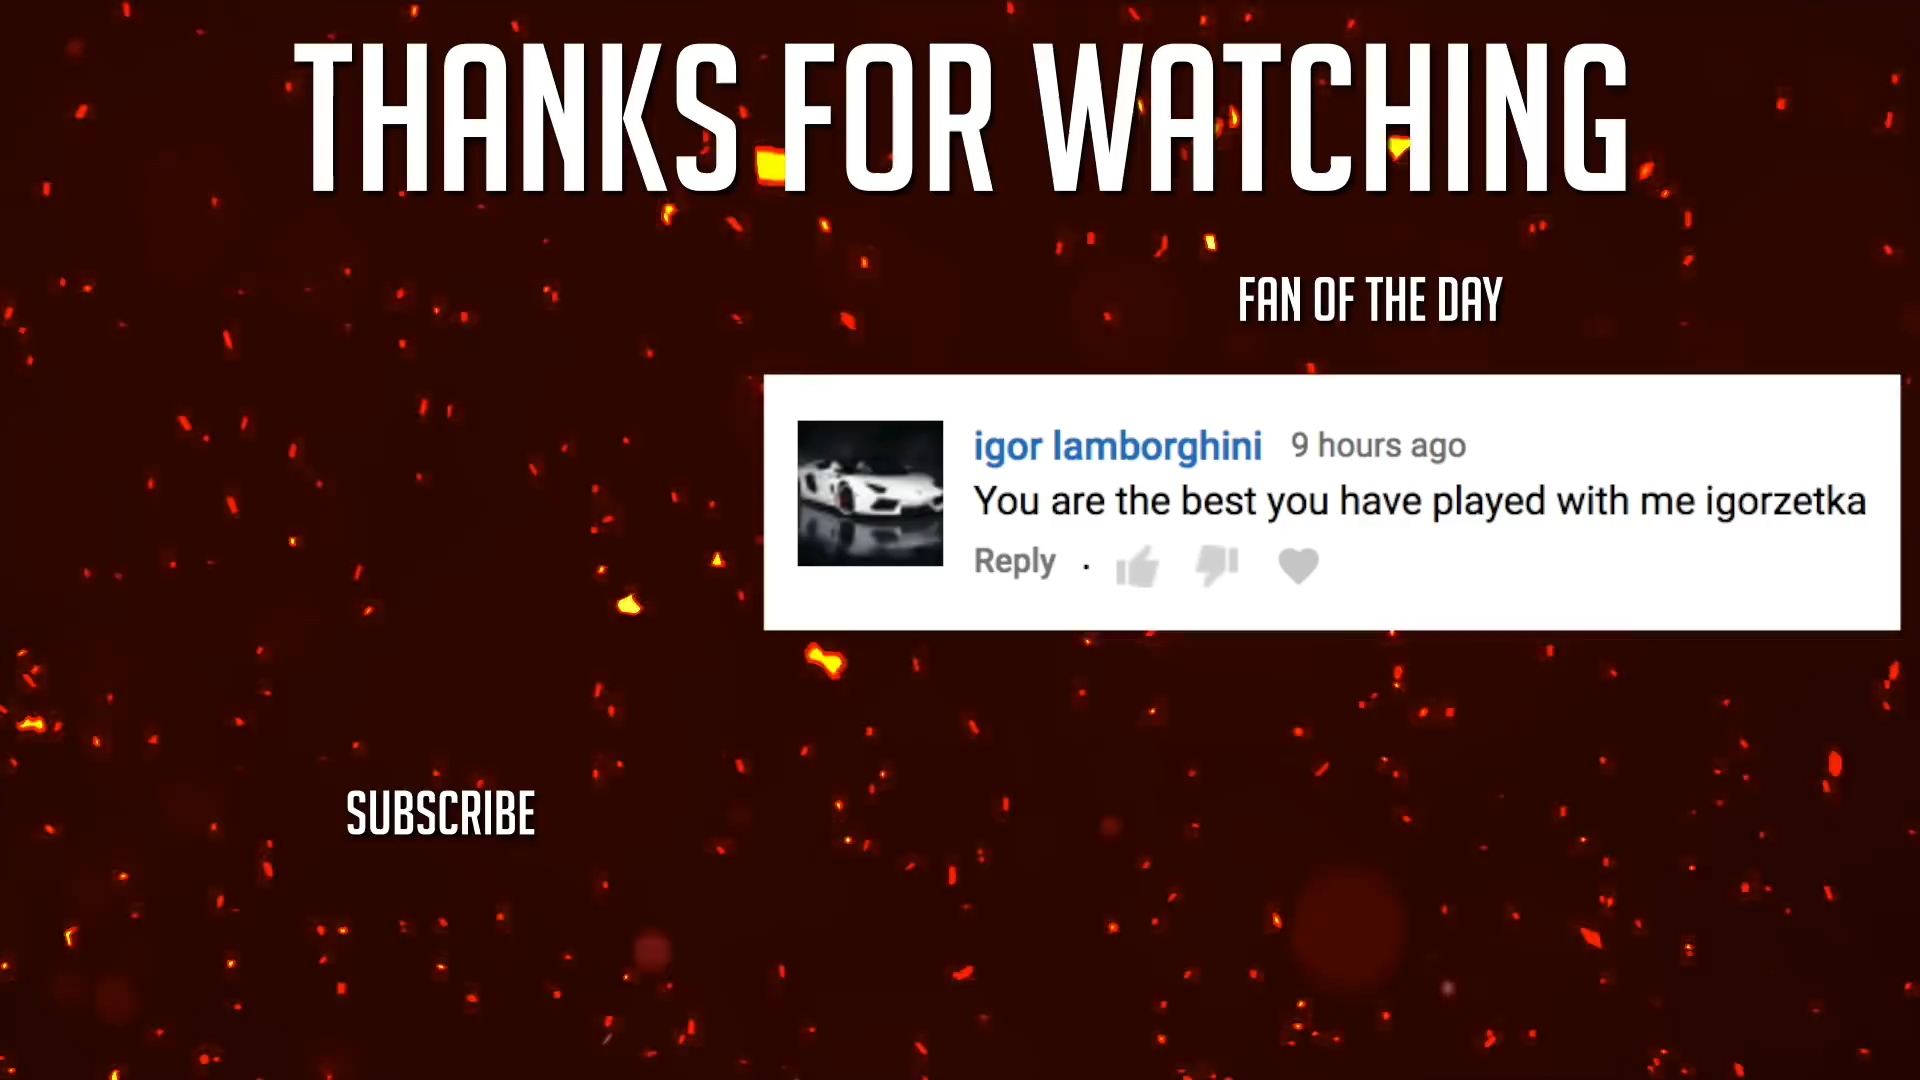 THANKS FOR WATCHING
FAN OF THE DAY
igor lamborghini 9 hours ago
You are the best you have played with me igorzetka
Reply .
SUBSCRIBE